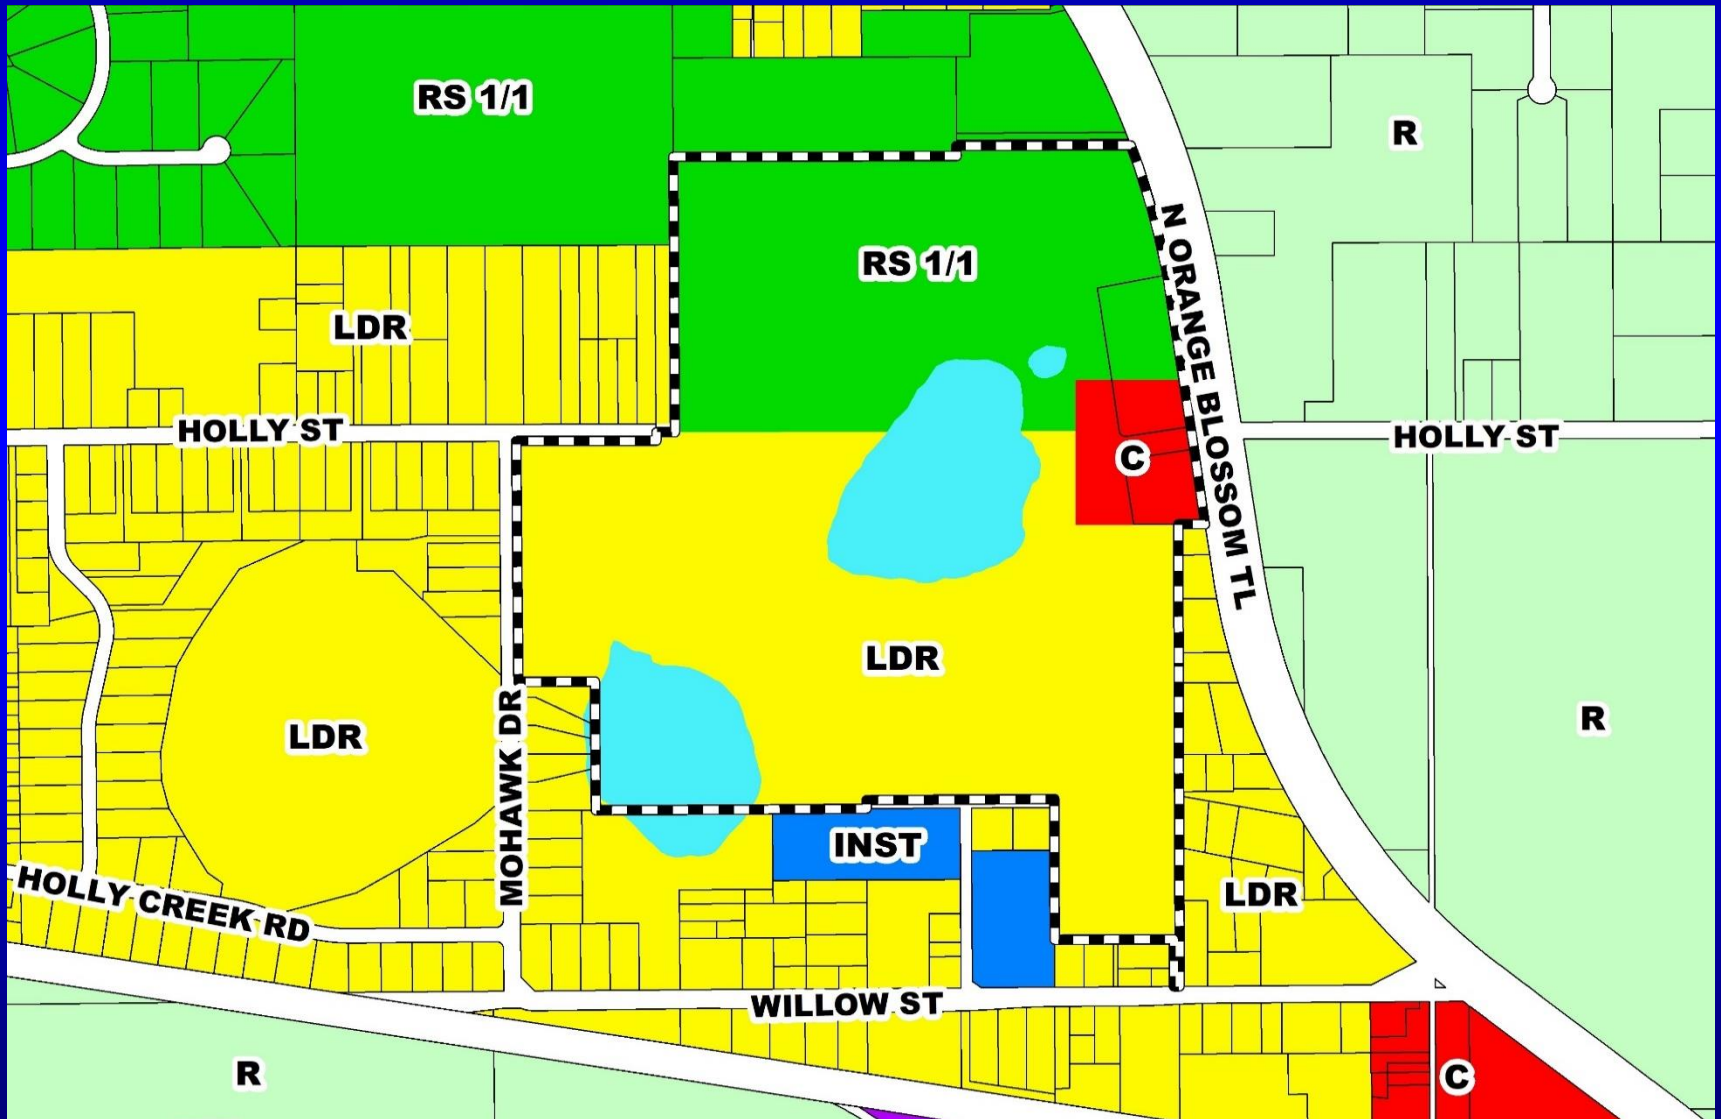 RS 1/1
R
RS 1/1
N ORANGE BLOSSOM TL
LDR
HOLLY ST
HOLLY ST
C
LDR
R
LDR
MOHAWK DR
INST
HOLLY CREEK RD
LDR
WILLOW ST
R
C